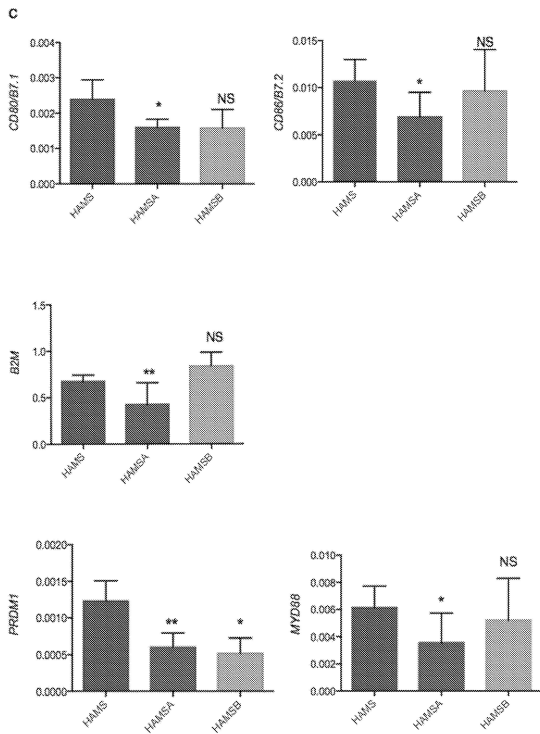 C
CD80/B7.1
0.004
0.003
0.002
0.001
0.000
*
NS
HAMS
HAMSA
HAMSB
CD86/B7.2
0.015
0.010
0.005
0.000
*
NS
HAMS
HAMSA
HAMSB
B2M
1.5
1.0
0.5
0.0
**
NS
HAMS
HAMSA
HAMSB
PRDM1
0.0020
0.0015
0.0010
0.0005
0.0000
**
*
HAMS
HAMSA
HAMSB
MYD88
0.010
0.008
0.006
0.004
0.002
0.000
*
NS
HAMS
HAMSA
HAMSB